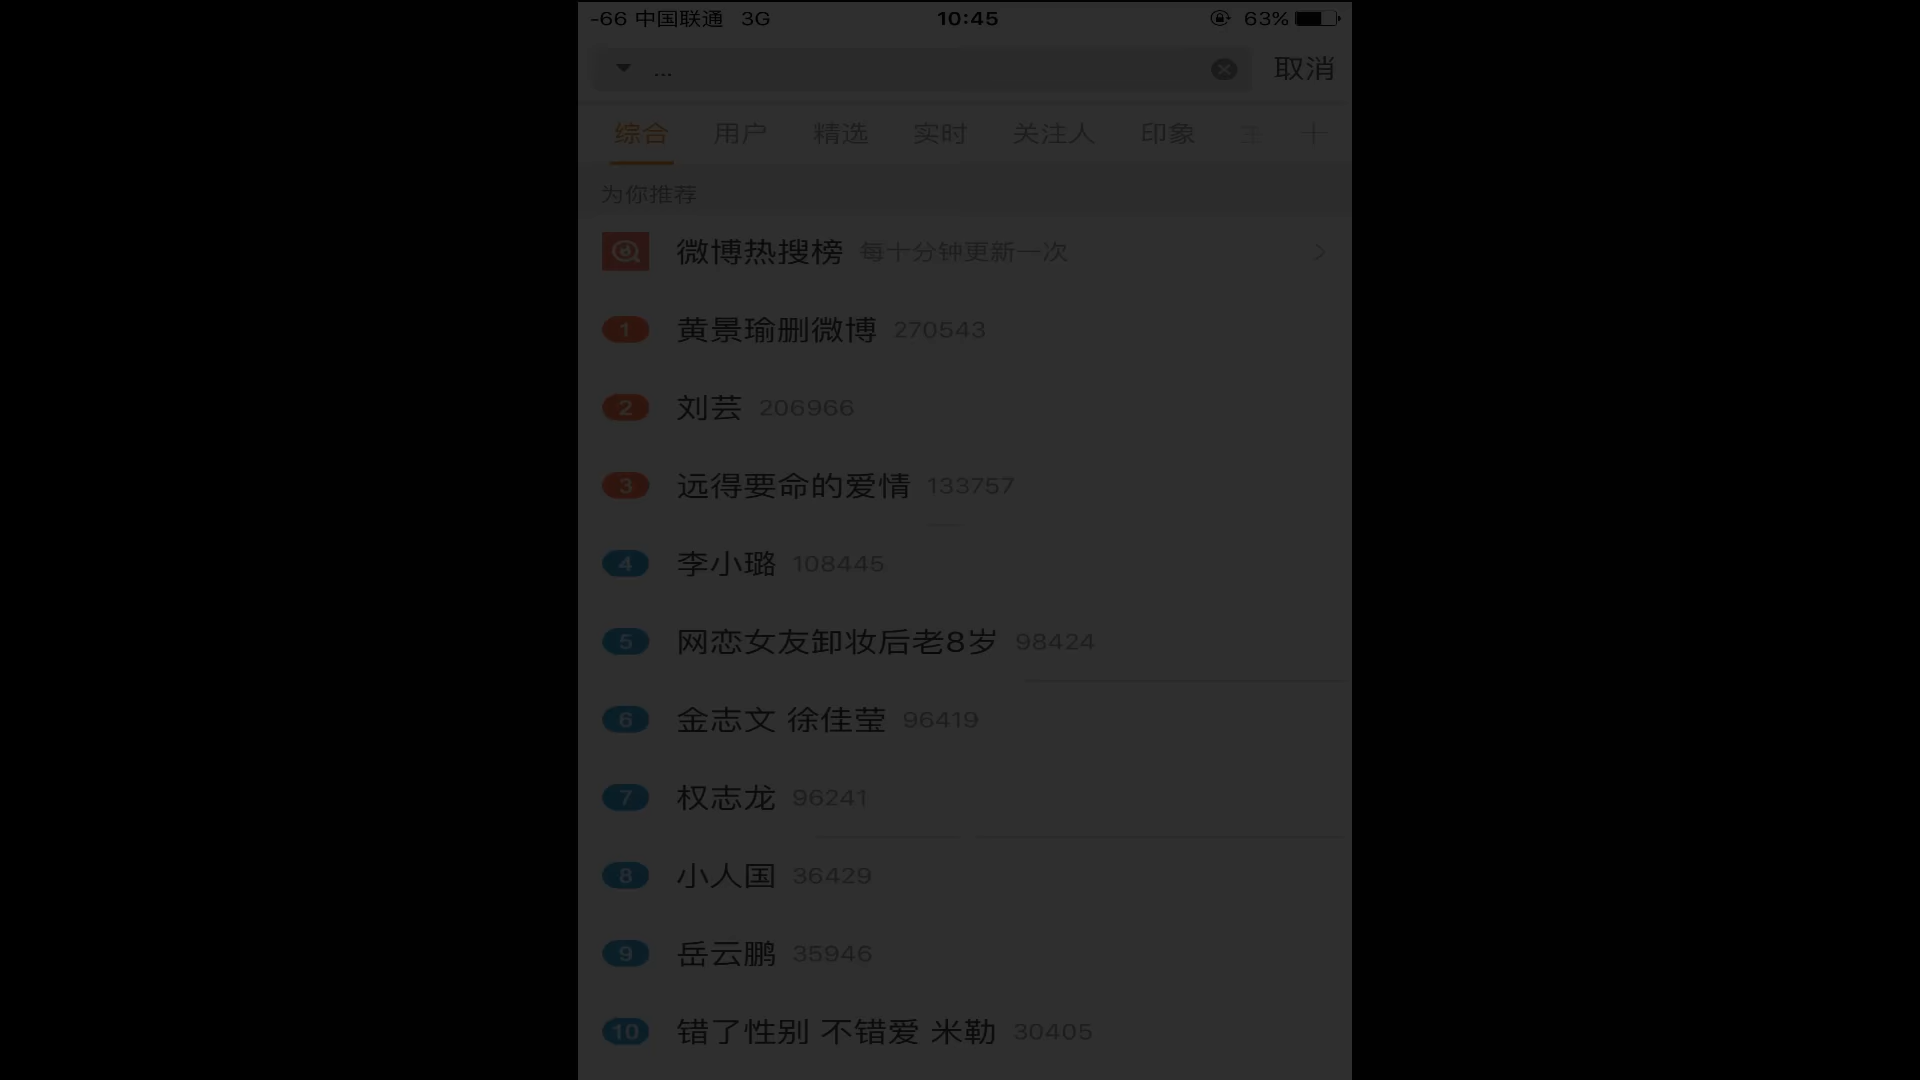 -66 中国联通 3G 10:45 63%
... 取消
综合 用户 精选 实时 关注人 印象
为你推荐
微博热搜榜 每十分钟更新一次
1 黄景瑜删微博 270543
2 刘芸 206966
3 远得要命的爱情 133757
4 李小璐 108445
5 网恋女友卸妆后老8岁 98424
6 金志文 徐佳莹 96419
7 权志龙 96241
8 小人国 36429
9 岳云鹏 35946
10 错了性别 不错爱 米勒 30405